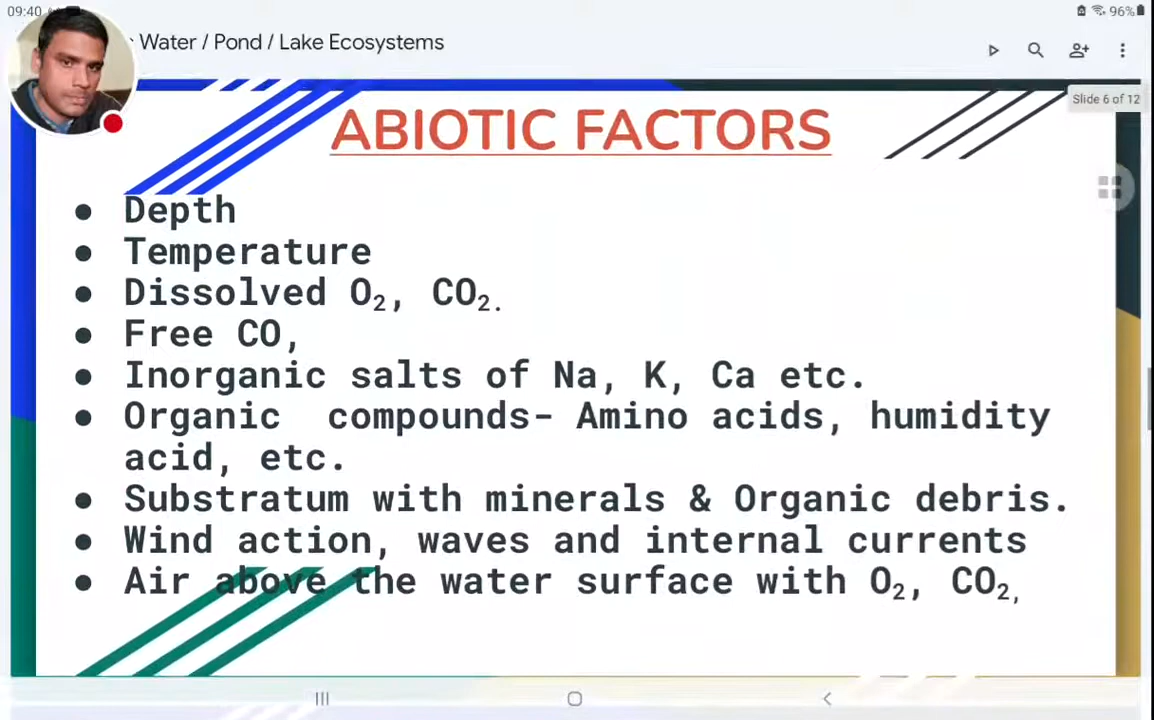 09:40
96%
Water / Pond / Lake Ecosystems
Slide 6 of 12
ABIOTIC FACTORS
● Depth
● Temperature
● Dissolved O₂, CO₂.
● Free CO,
● Inorganic salts of Na, K, Ca etc.
● Organic compounds- Amino acids, humidity
acid, etc.
● Substratum with minerals & Organic debris.
● Wind action, waves and internal currents
● Air above the water surface with O₂, CO₂,